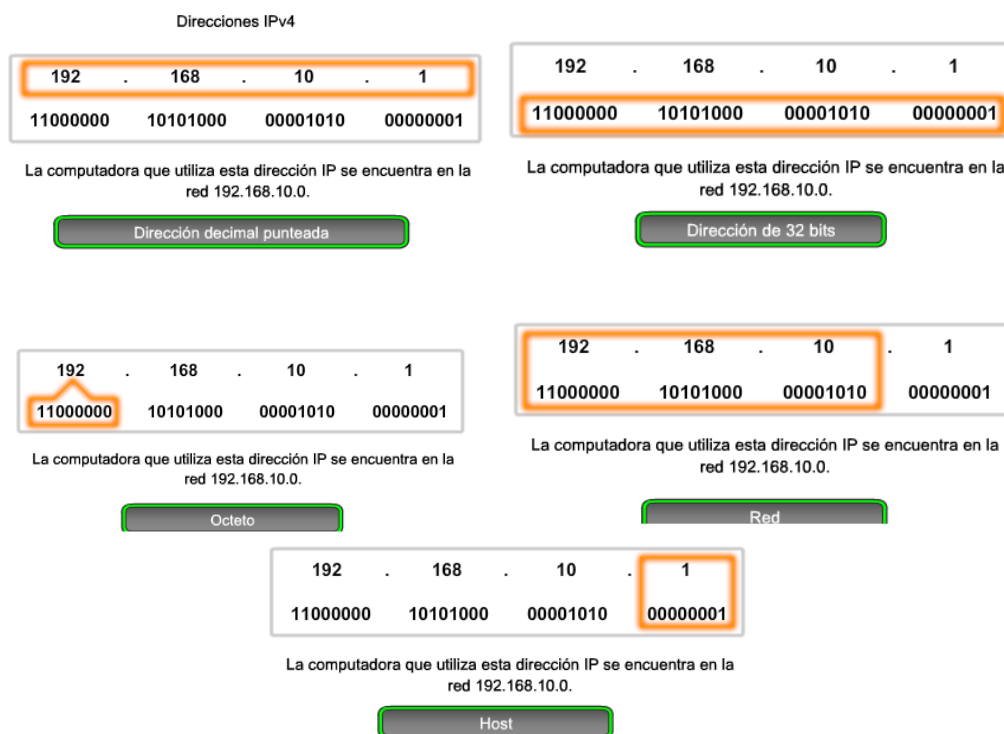 Direcciones IPv4
192 . 168 . 10 . 1
11000000 10101000 00001010 00000001
La computadora que utiliza esta dirección IP se encuentra en la
red 192.168.10.0.
Dirección decimal punteada
192 . 168 . 10 . 1
11000000 10101000 00001010 00000001
La computadora que utiliza esta dirección IP se encuentra en la
red 192.168.10.0.
Dirección de 32 bits
192 . 168 . 10 . 1
11000000 10101000 00001010 00000001
La computadora que utiliza esta dirección IP se encuentra en la
red 192.168.10.0.
Octeto
192 . 168 . 10 . 1
11000000 10101000 00001010 00000001
La computadora que utiliza esta dirección IP se encuentra en la
red 192.168.10.0.
Red
192 . 168 . 10 . 1
11000000 10101000 00001010 00000001
La computadora que utiliza esta dirección IP se encuentra en la
red 192.168.10.0.
Host